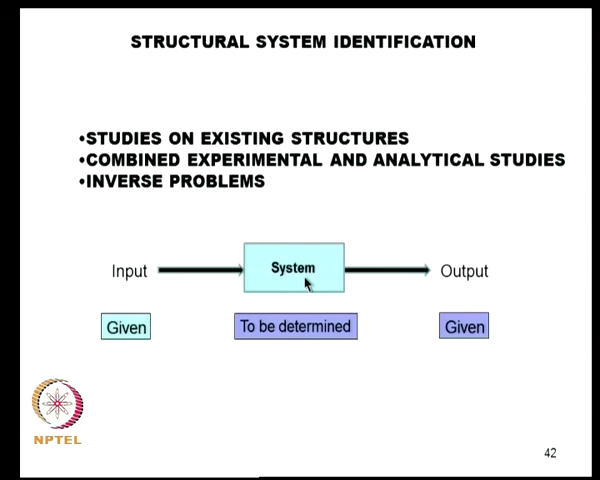 STRUCTURAL SYSTEM IDENTIFICATION
•STUDIES ON EXISTING STRUCTURES
•COMBINED EXPERIMENTAL AND ANALYTICAL STUDIES
•INVERSE PROBLEMS
Input
System
Output
Given
To be determined
Given
NPTEL
42